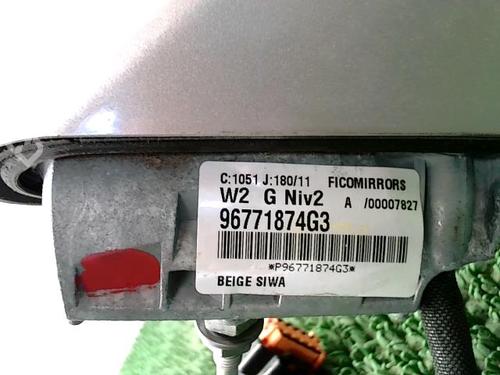 C:1051 J:180/11 FICOMIRRORS
W2 G Niv2 A /00007827
96771874G3
*P96771874G3*
BEIGE SIWA